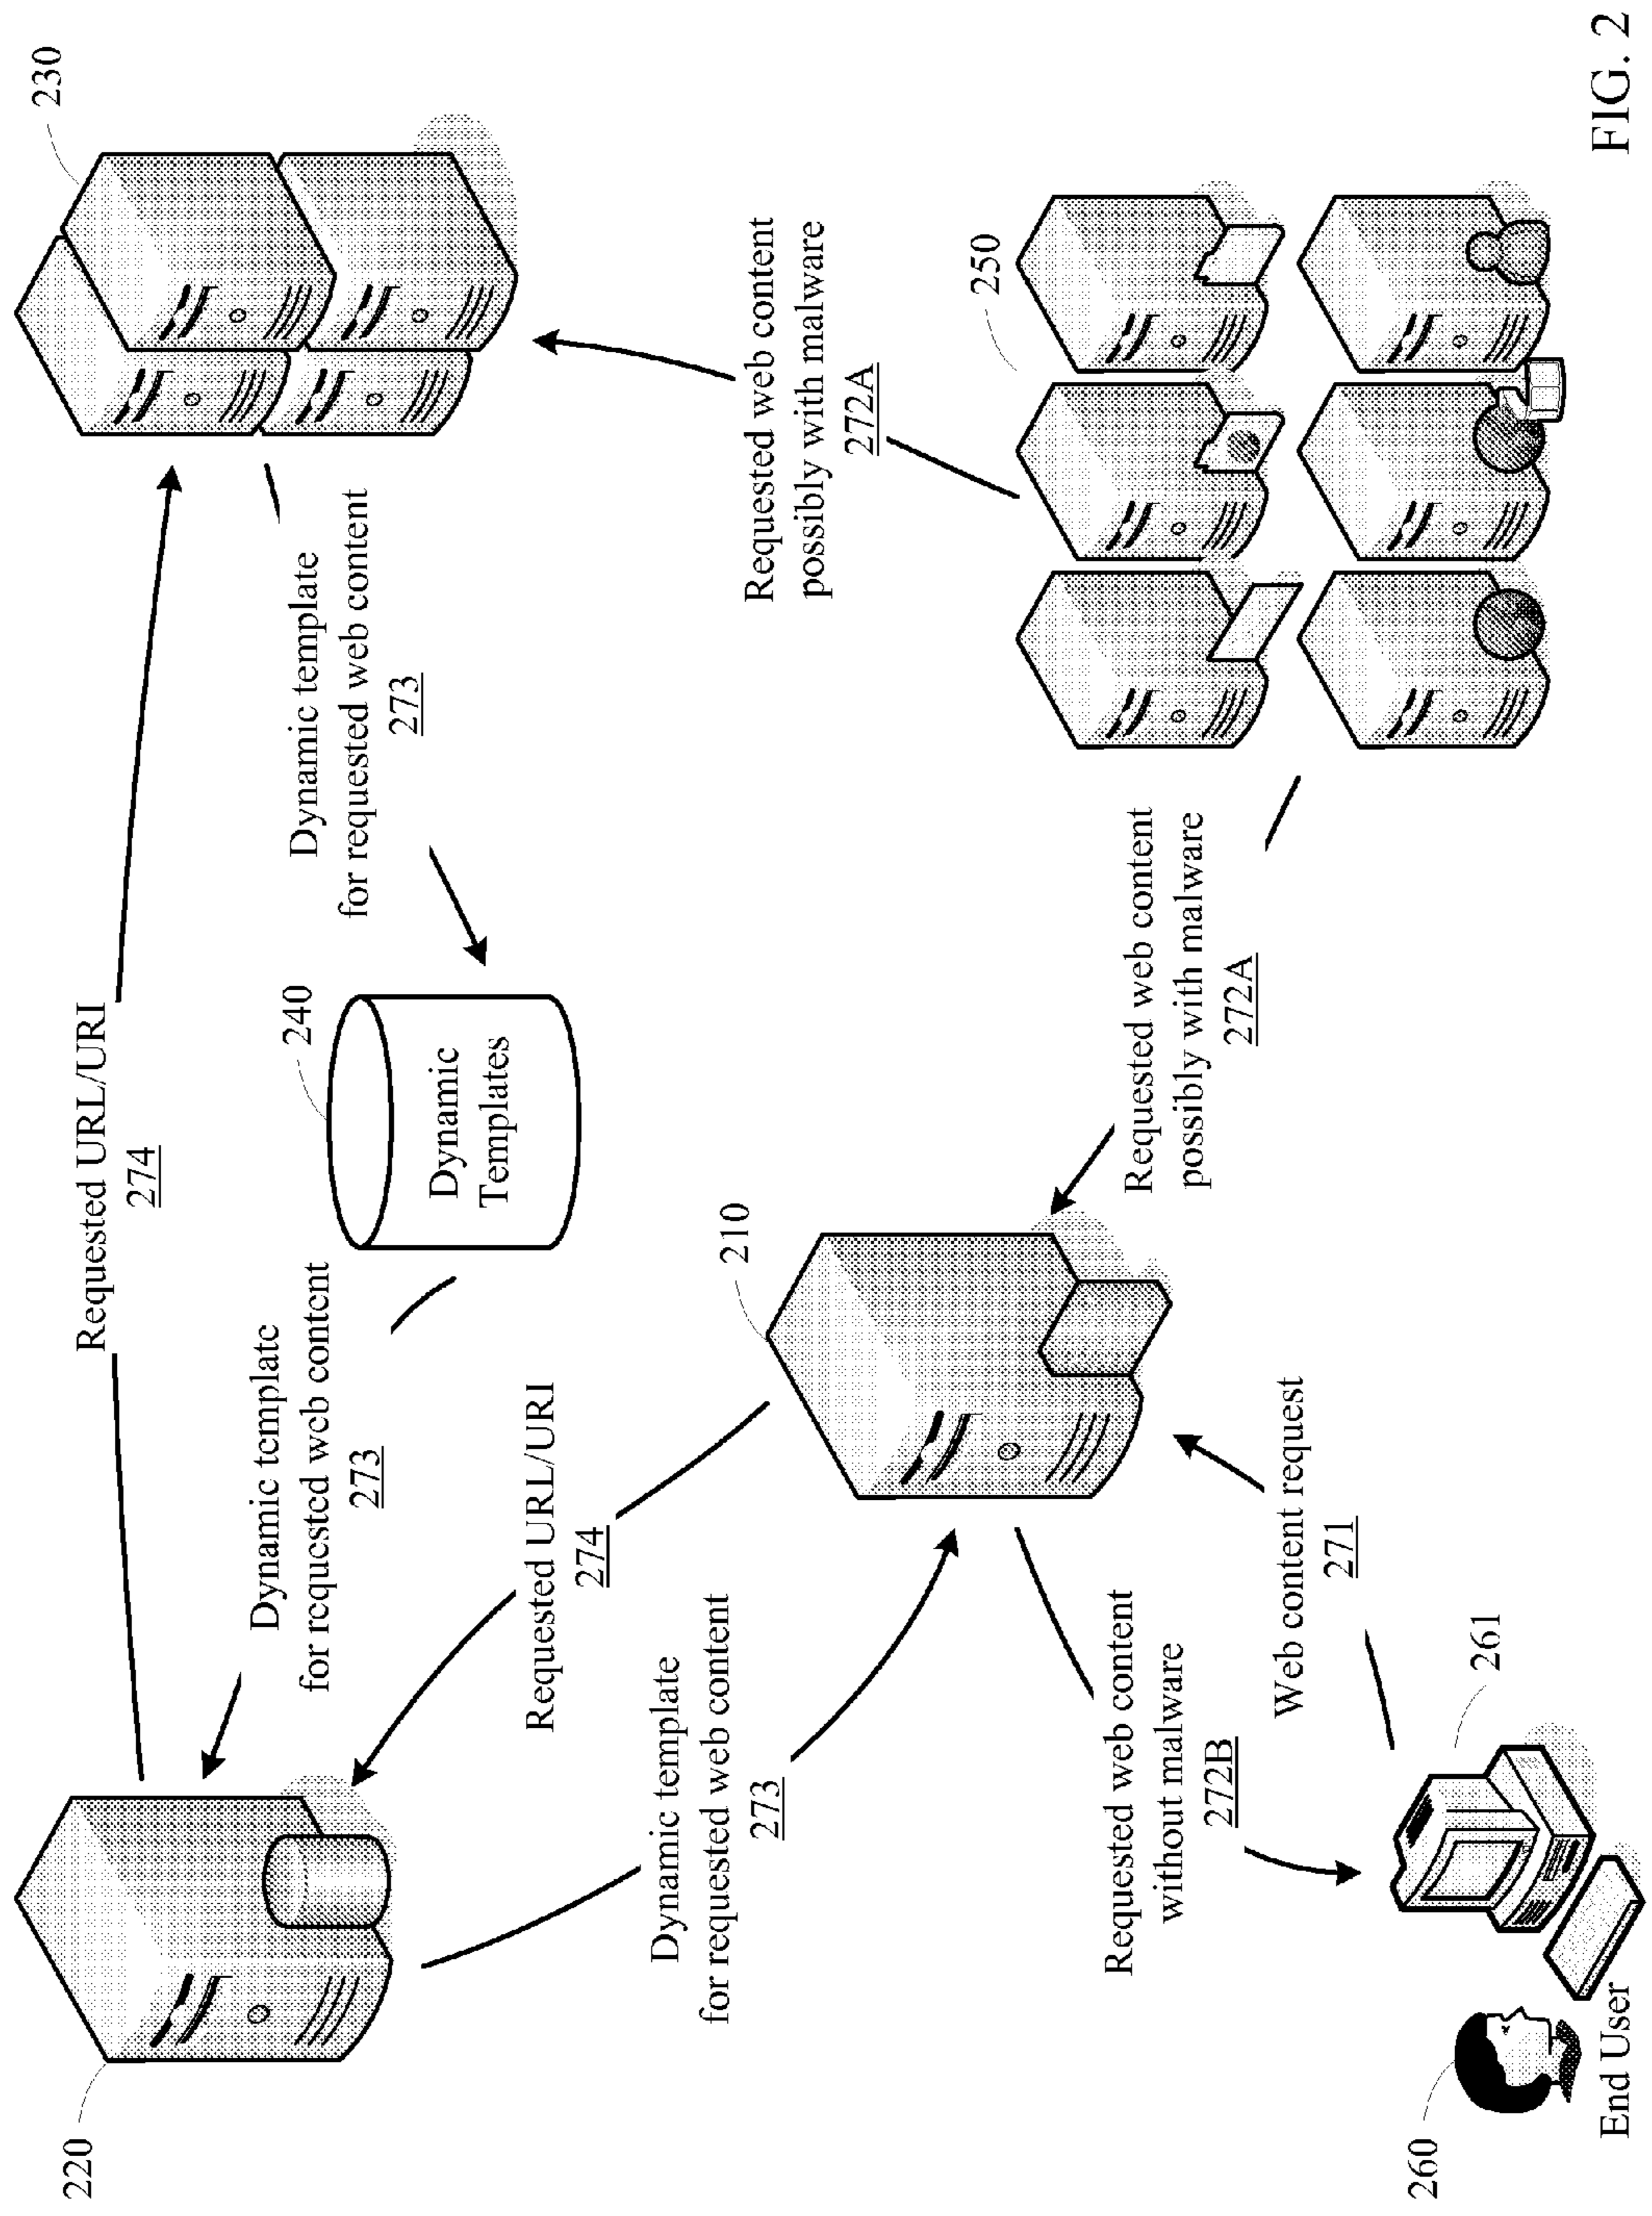 220
Requested URL/URI
274
230
Dynamic template
for requested web content
273
Dynamic template
for requested web content
273
240
Dynamic
Templates
Requested URL/URI
274
Dynamic template
for requested web content
273
210
Requested web content
possibly with malware
272A
250
Requested web content
without malware
272B
Web content request
271
Requested web content
possibly with malware
272A
260
End User
261
FIG. 2